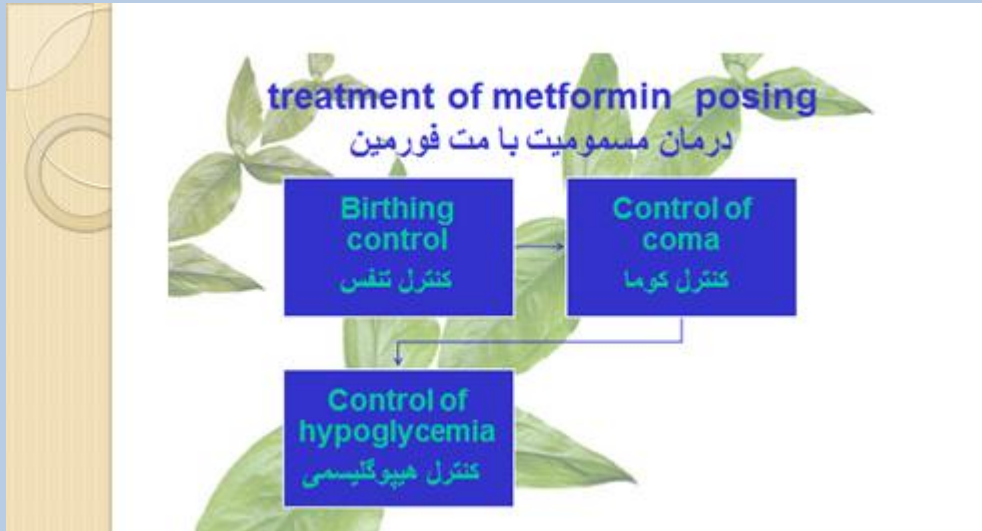 treatment of metformin posing
درمان مسمومیت با مت فورمین
Birthing
control
کنترل تنفس
Control of
coma
کنترل کوما
Control of
hypoglycemia
کنترل هیپوگلیسمی